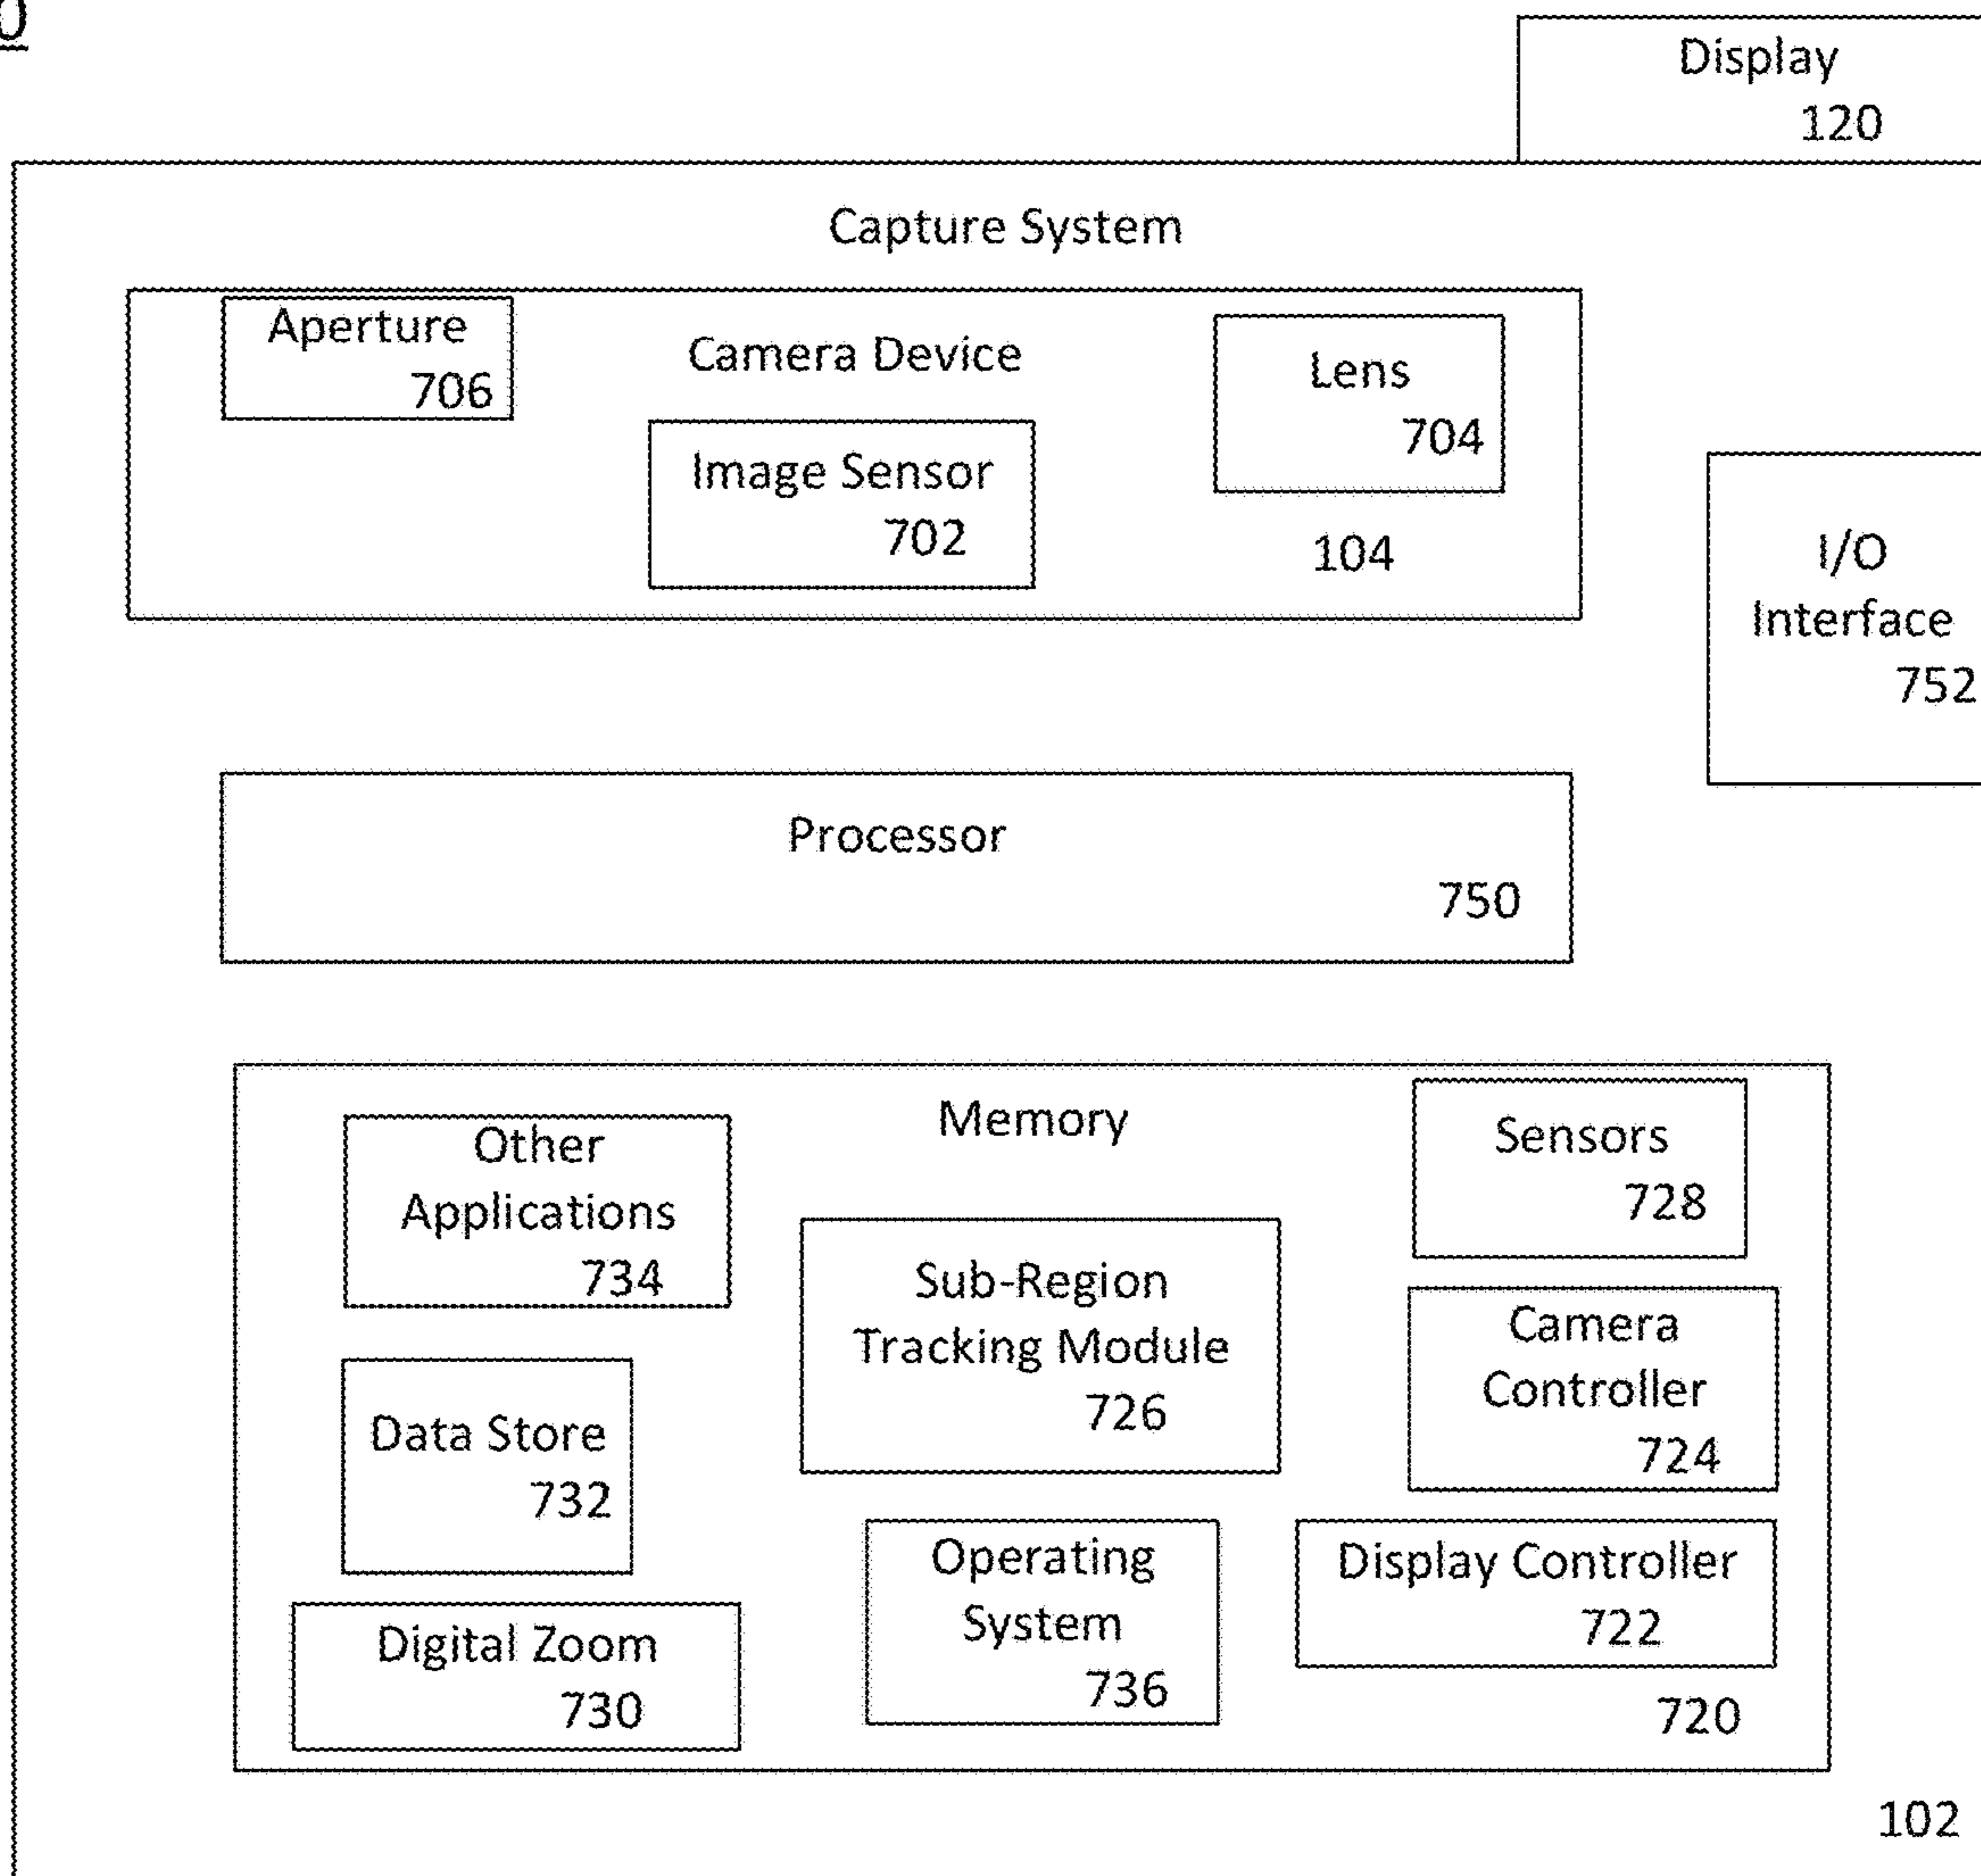 Display
120
Capture System
Aperture
706
Camera Device
Lens
704
Image Sensor
702
104
I/O
Interface
752
Processor
750
Memory
Other
Applications
734
Sensors
728
Sub-Region
Tracking Module
726
Camera
Controller
724
Data Store
732
Operating
System
736
Display Controller
722
Digital Zoom
730
720
102